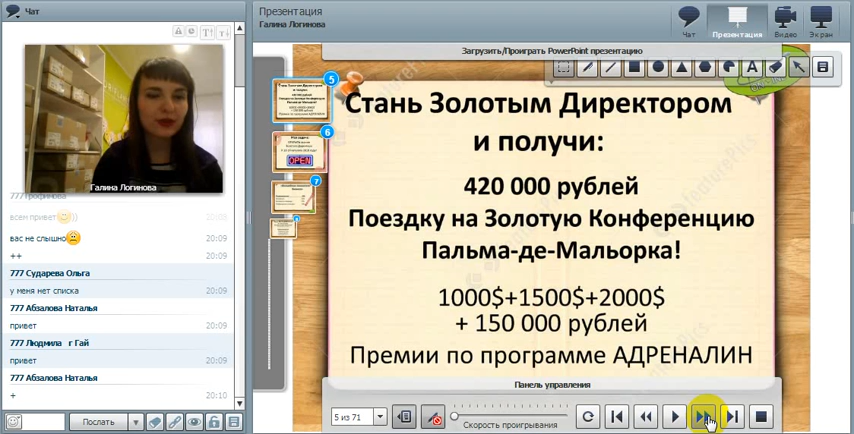 Чат
Галина Логинова
777 Трофимова
всем привет
20:08
вас не слышно
20:09
++
20:09
777 Сударева Ольга
у меня нет списка
20:09
777 Абзалова Наталья
привет
20:09
777 Людмила г Гай
привет
20:09
777 Абзалова Наталья
+
20:10
Послать
Презентация
Галина Логинова
Чат
Презентация
Видео
Экран
Загрузить/Проиграть PowerPoint презентацию
5
6
OPEN
7
Стань Золотым Директором
и получи:
420 000 рублей
Поездку на Золотую Конференцию
Пальма-де-Мальорка!
1000$+1500$+2000$
+ 150 000 рублей
Премии по программе АДРЕНАЛИН
Панель управления
5 из 71
Скорость проигрывания